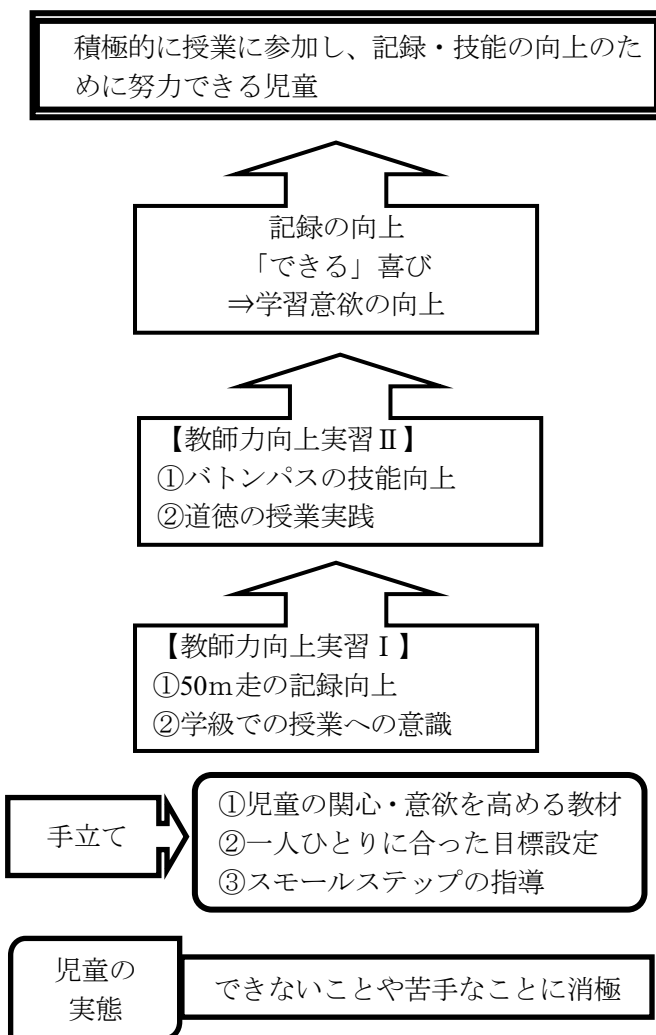 積極的に授業に参加し、記録・技能の向上のた
めに努力できる児童
記録の向上
「できる」喜び
⇒学習意欲の向上
【教師力向上実習Ⅱ】
①バトンパスの技能向上
②道徳の授業実践
【教師力向上実習Ⅰ】
①50ｍ走の記録向上
②学級での授業への意識
手立て
①児童の関心・意欲を高める教材
②一人ひとりに合った目標設定
③スモールステップの指導
児童の
実態
できないことや苦手なことに消極